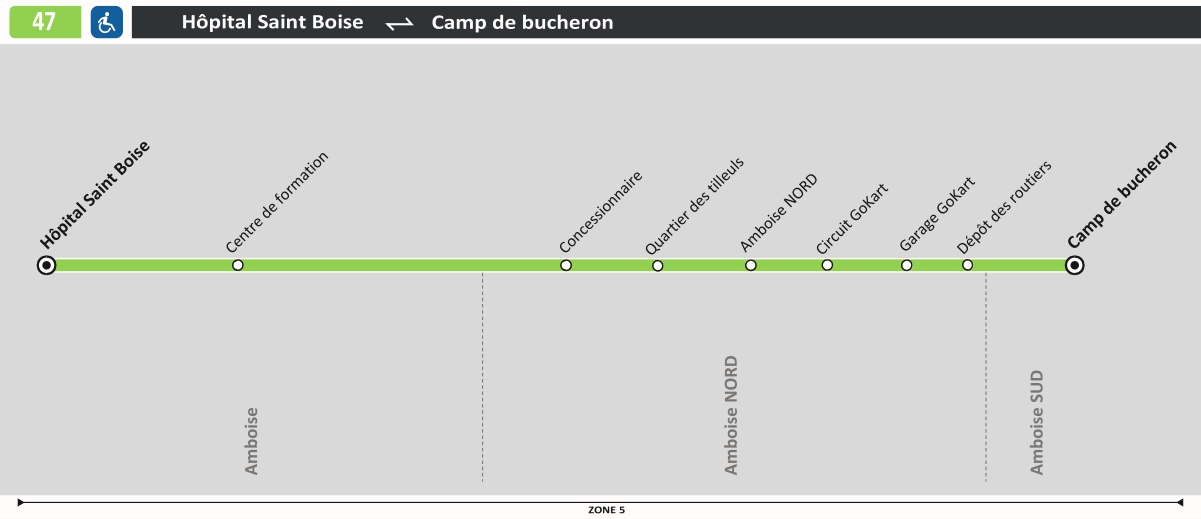 47
Hôpital Saint Boise
Camp de bucheron
Hôpital Saint Boise
Centre de formation
Concessionnaire
Quartier des tilleuls
Amboise NORD
Circuit GoKart
Garage GoKart
Dépôt des routiers
Camp de bucheron
Amboise
Amboise NORD
Amboise SUD
ZONE 5